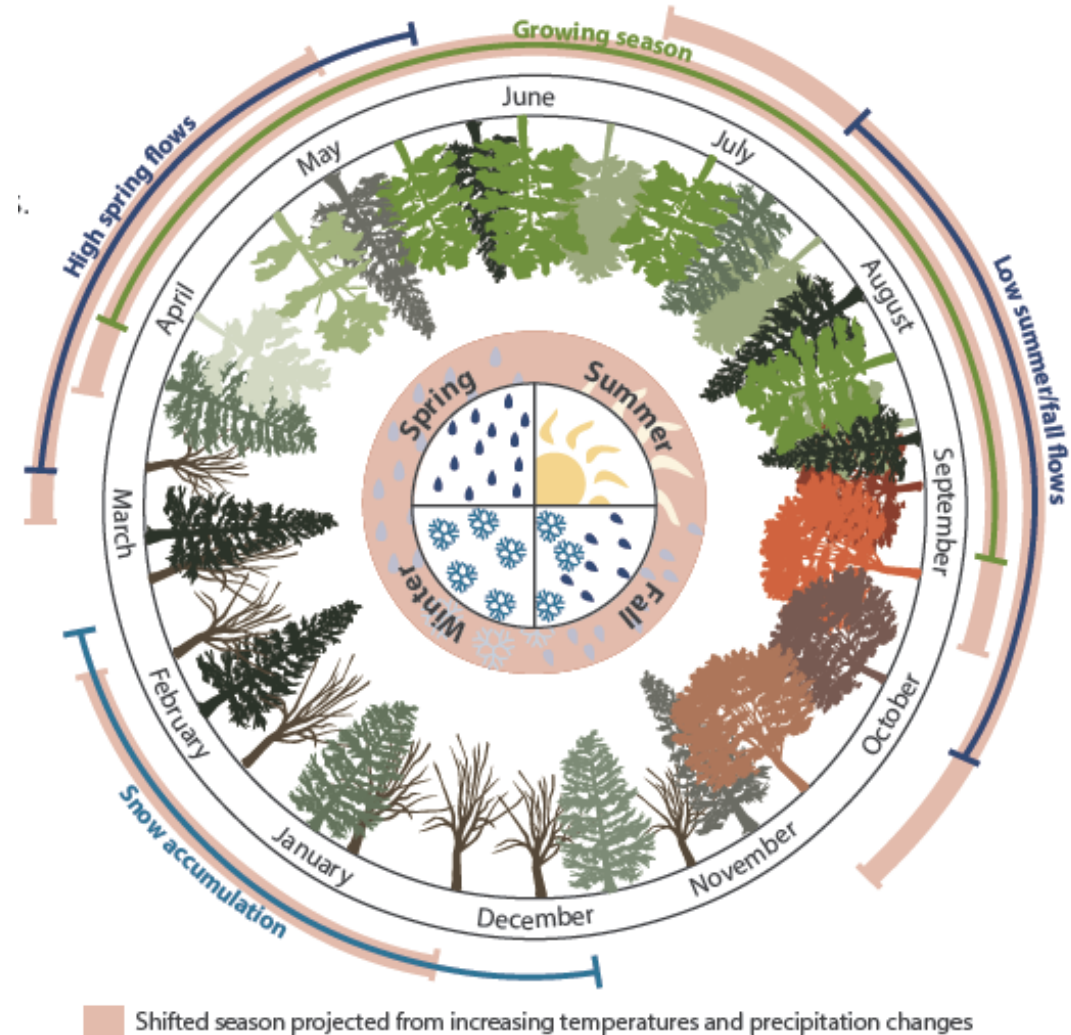 Growing season
High spring flows
Low summer/fall flows
Snow accumulation
s.
June
July
August
September
October
November
December
January
February
March
April
May
Spring
Summer
Winter
Fall
Shifted season projected from increasing temperatures and precipitation changes